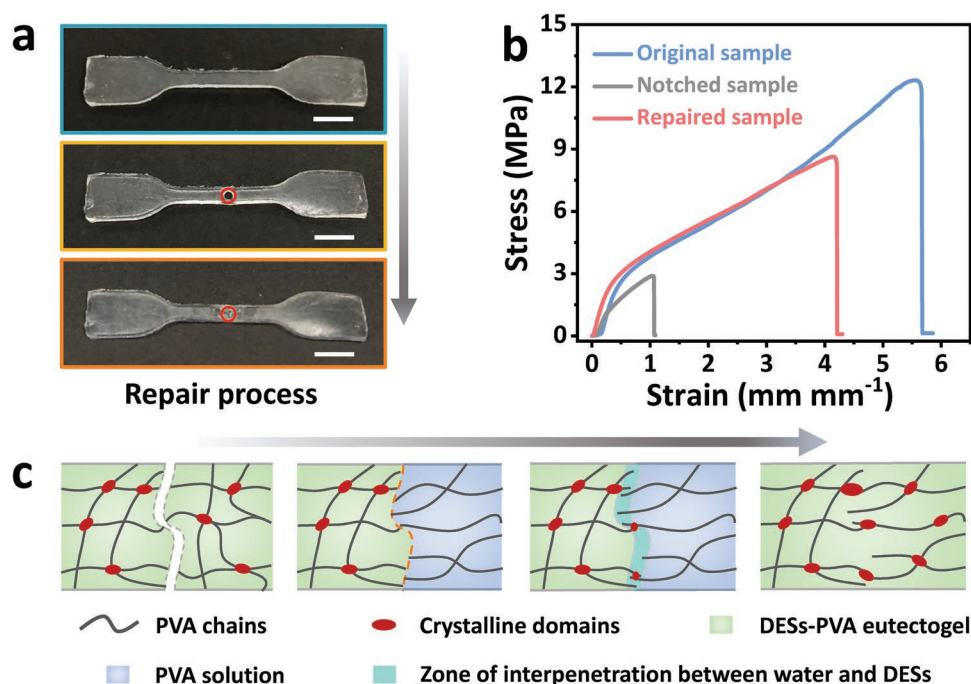 a
Repair process
b
Original sample
Notched sample
Repaired sample
Stress (MPa)
15
12
9
6
3
0
0 1 2 3 4 5 6
Strain (mm mm⁻¹)
c
PVA chains
Crystalline domains
DESs-PVA eutectogel
PVA solution
Zone of interpenetration between water and DESs